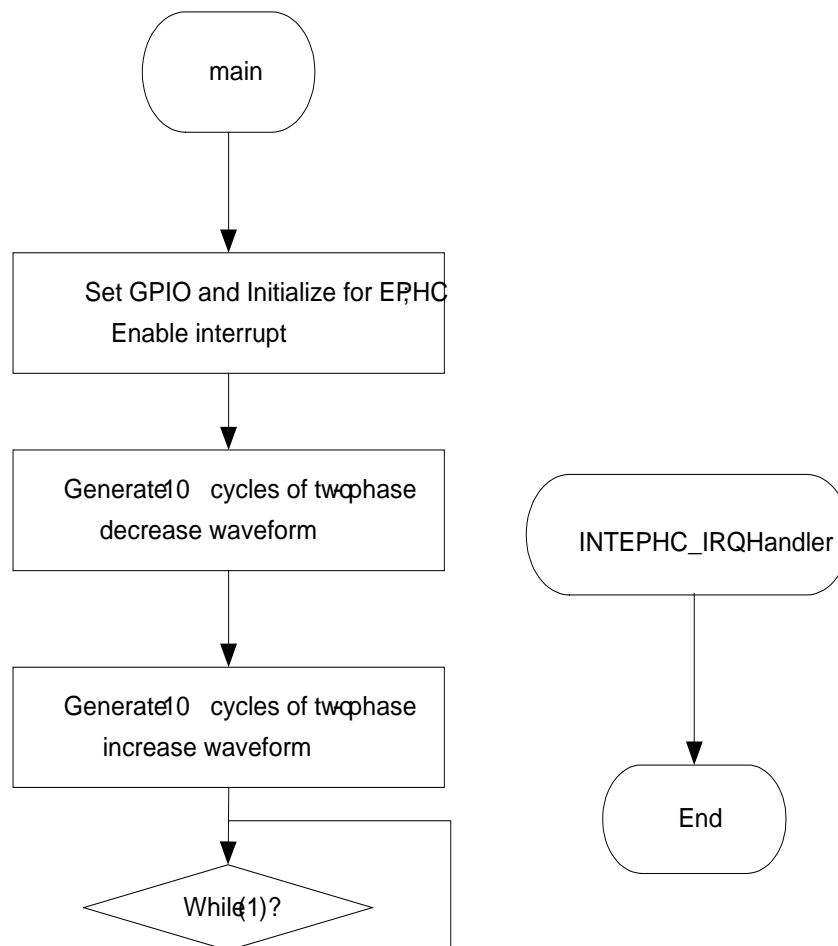 main
Set GPIO and Initialize for EPHC;
Enable interrupt
Generate 10 cycles of two-phase
decrease waveform
Generate 10 cycles of two-phase
increase waveform
While(1)?
INTEPHC_IRQHandler
End